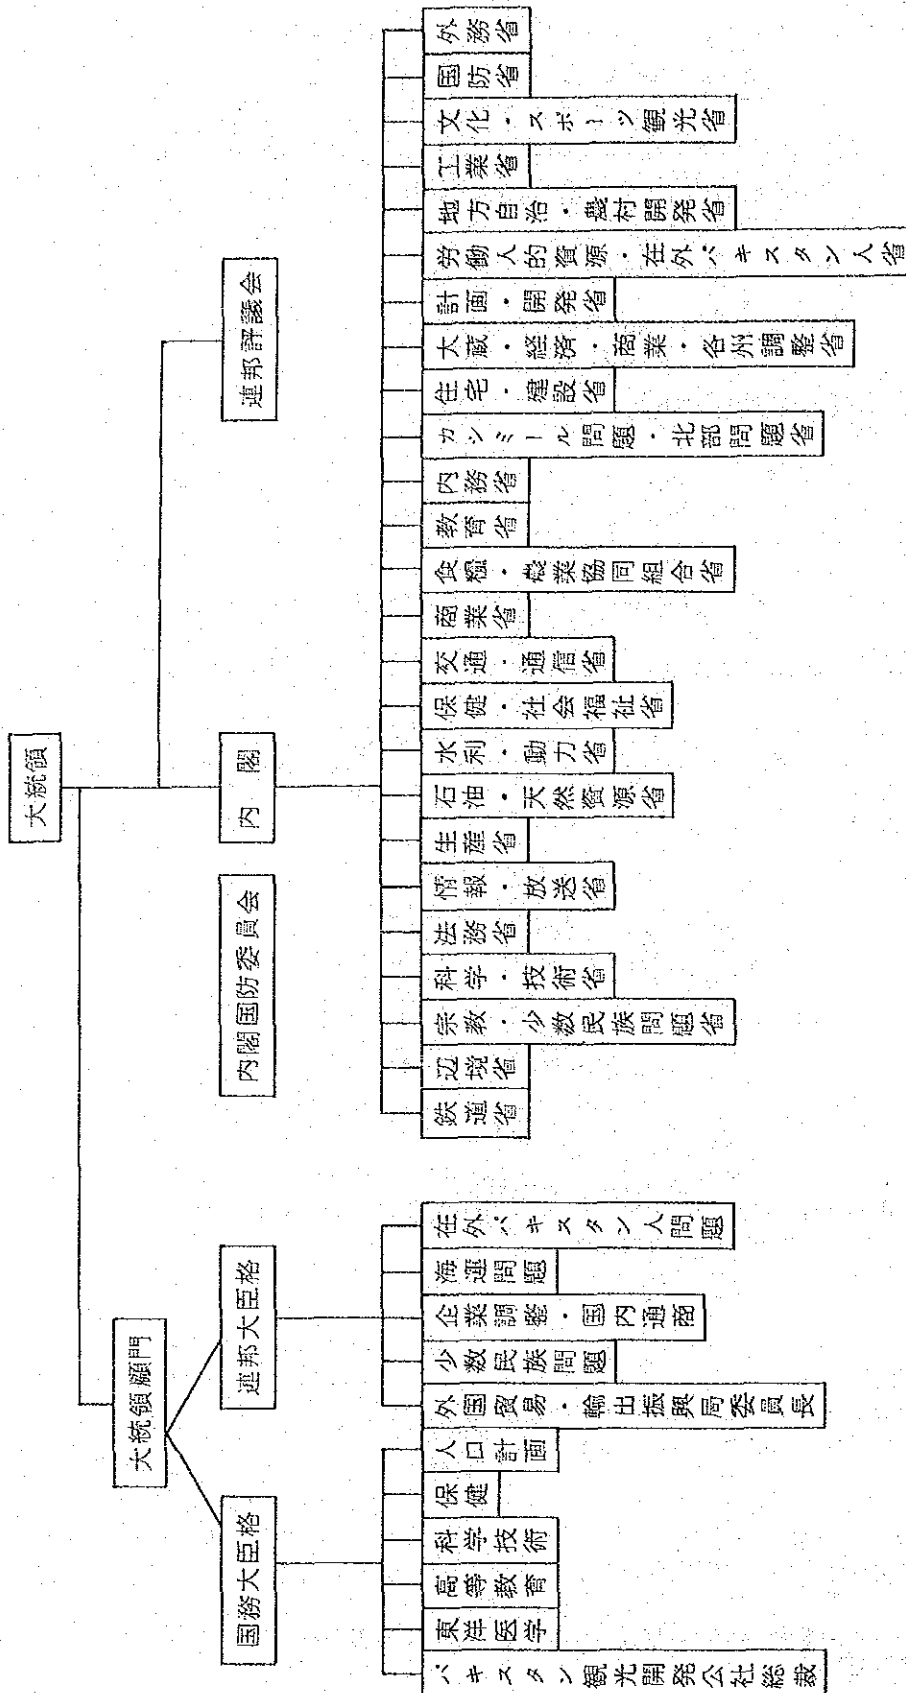 大統領
大統領顧問
国務大臣格
連邦大臣格
内閣国防委員会
内閣
連邦評議会
パキスタン観光開発公社総裁
東洋医学
高等教育
科学技術
保健
人口計画
外国貿易・輸出振興局委員長
少数民族問題
企業調整・国内通商
海運問題
在外パキスタン人問題
鉄道省
辺境省
宗教・少数民族問題省
科学・技術省
法務省
情報・放送省
生産省
石油・天然資源省
水利・動力省
保健・社会福祉省
交通・通信省
商業省
食糧・農業協同組合省
教育省
内務省
カシミール問題・北部問題省
住宅・建設省
大蔵・経済・商業・各州調整省
計画・開発省
労働人的資源・在外パキスタン人省
地方自治・農村開発省
工業省
文化・スポーツ観光省
国防省
外務省